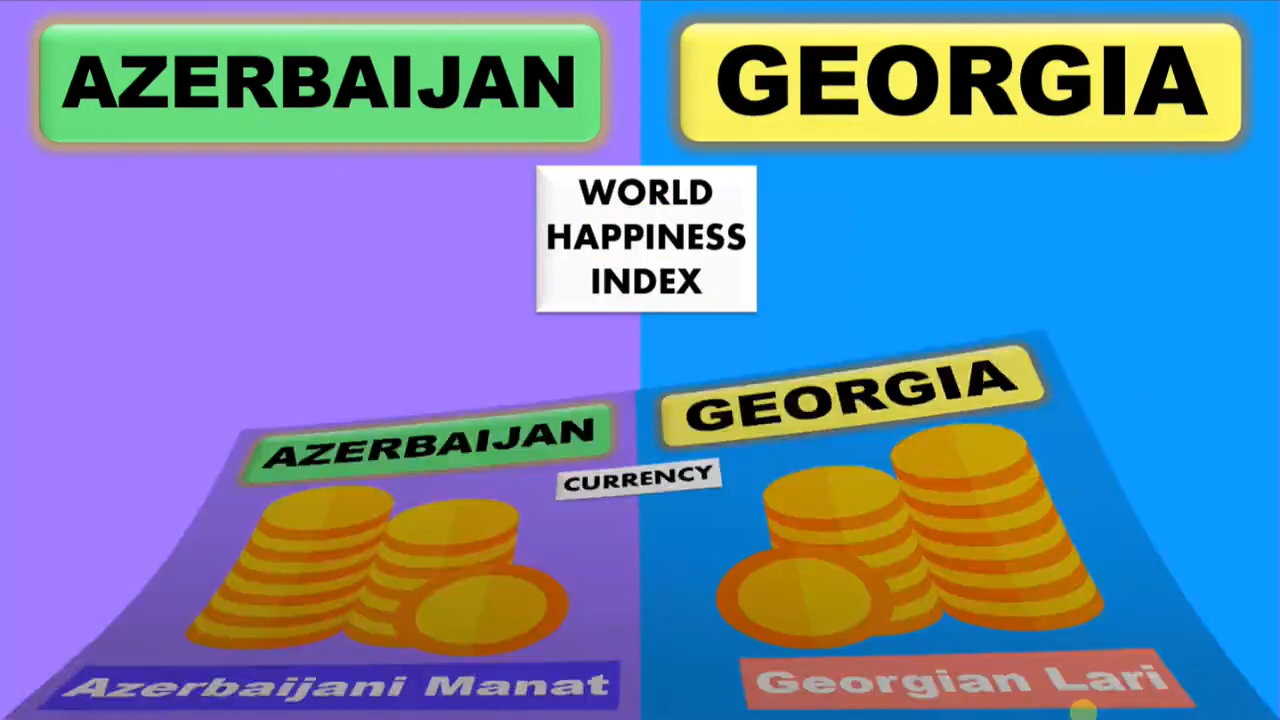 AZERBAIJAN
GEORGIA
WORLD
HAPPINESS
INDEX
AZERBAIJAN
GEORGIA
CURRENCY
Azerbaijani Manat
Georgian Lari